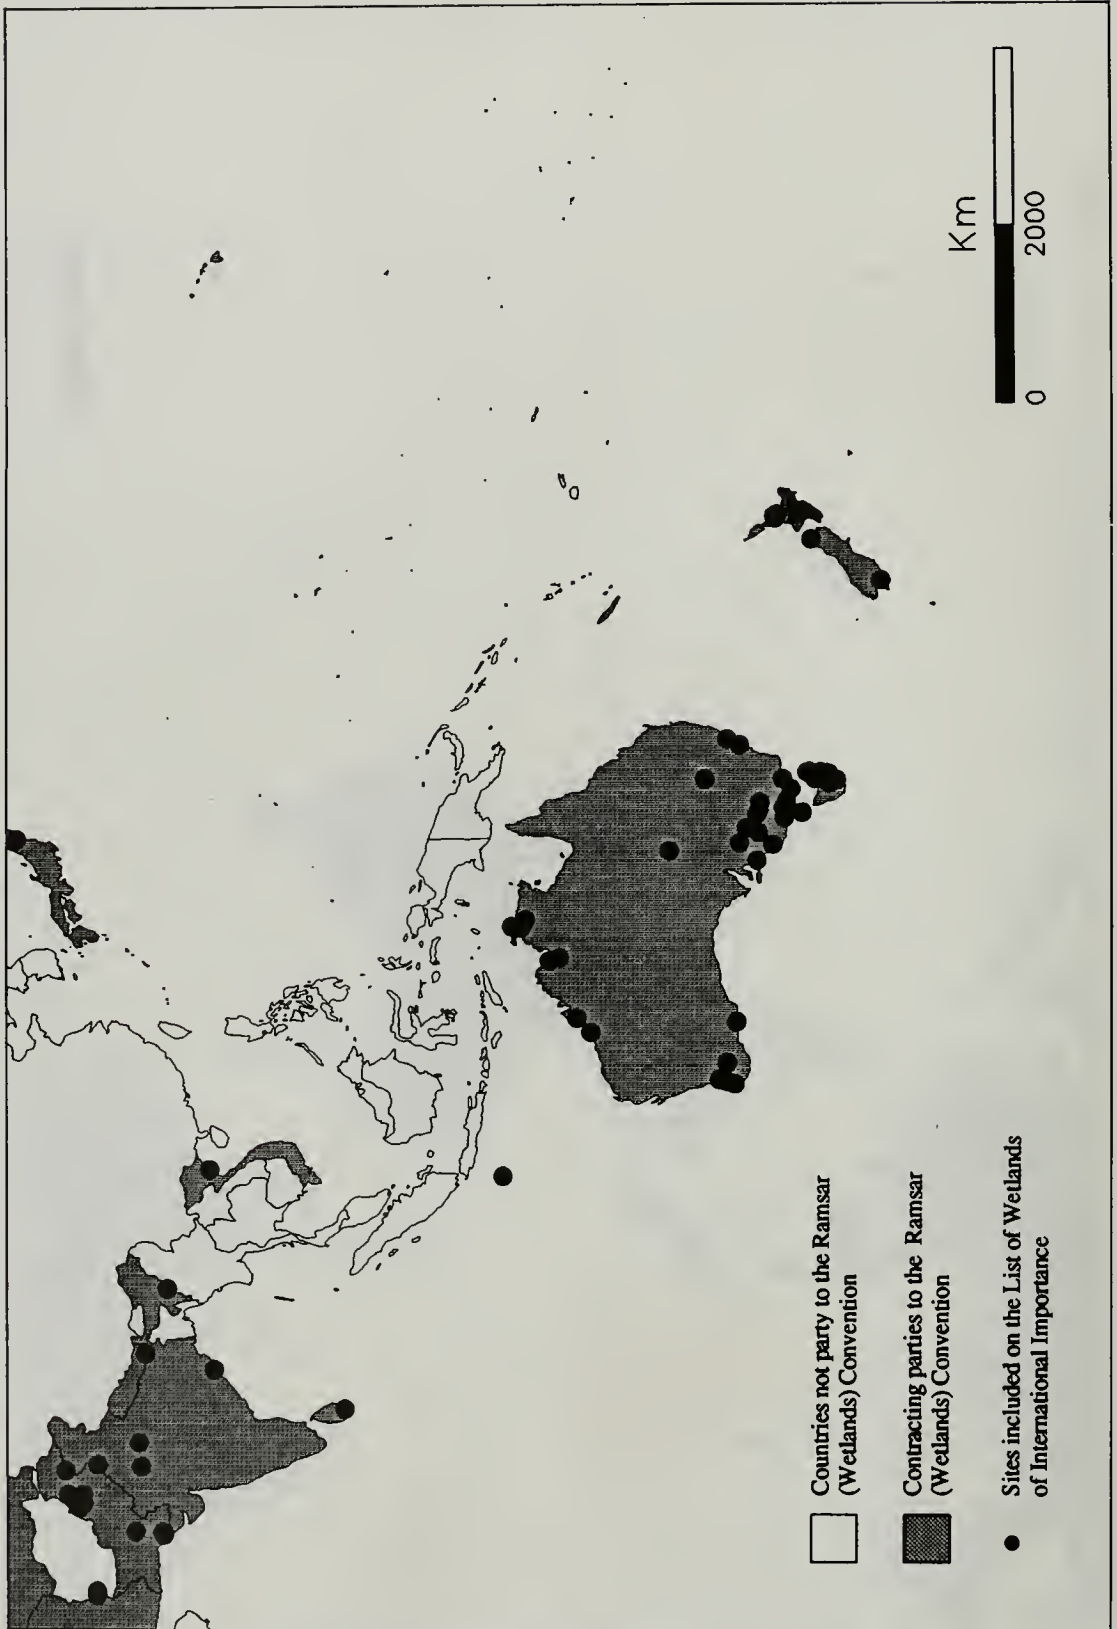 Countries not party to the Ramsar
(Wetlands) Convention
Contracting parties to the Ramsar
(Wetlands) Convention
Sites included on the List of Wetlands
of International Importance
Km
0 2000